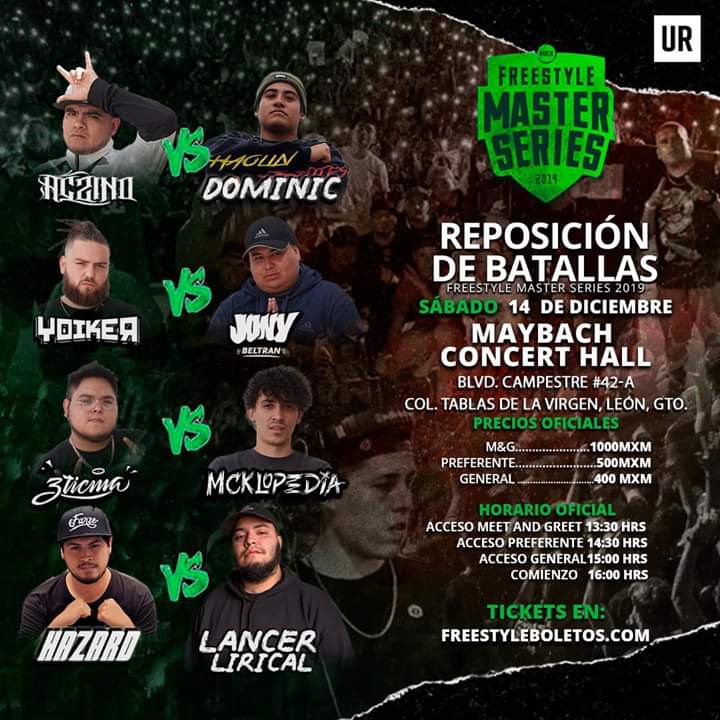 UR
MEX
FREESTYLE
MASTER
SERIES
2019
ACZINO
VS
DOMINIC
YOIKER
VS
JONY
BELTRAN
ZTICMA
VS
MCKLOPEDIA
Faze
HAZARD
VS
LANCER
LIRICAL
REPOSICIÓN
DE BATALLAS
FREESTYLE MASTER SERIES 2019
SÁBADO 14 DE DICIEMBRE
MAYBACH
CONCERT HALL
BLVD. CAMPESTRE #42-A
COL. TABLAS DE LA VIRGEN, LEÓN, GTO.
PRECIOS OFICIALES
M&G......................1000MXM
PREFERENTE.........................500MXM
GENERAL ............................400 MXM
HORARIO OFICIAL
ACCESO MEET AND GREET 13:30 HRS
ACCESO PREFERENTE 14:30 HRS
ACCESO GENERAL 15:00 HRS
COMIENZO 16:00 HRS
TICKETS EN:
FREESTYLEBOLETOS.COM